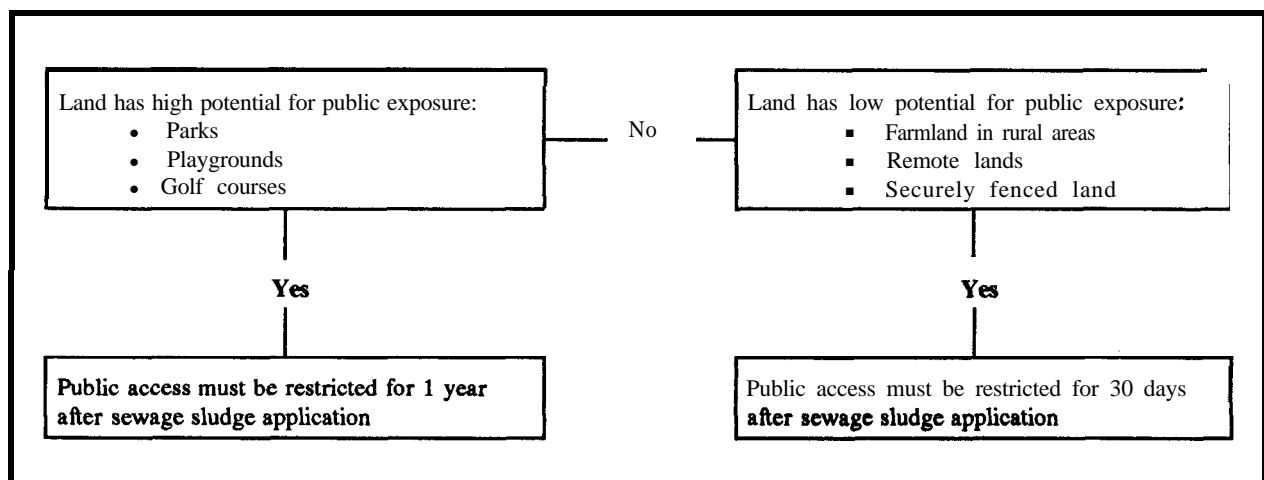 Land has high potential for public exposure:
• Parks
• Playgrounds
• Golf courses
No
Land has low potential for public exposure:
▪ Farmland in rural areas
▪ Remote lands
▪ Securely fenced land
Yes
Yes
Public access must be restricted for 1 year
after sewage sludge application
Public access must be restricted for 30 days
after sewage sludge application